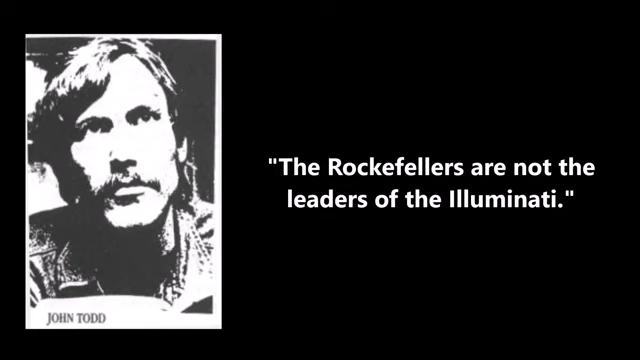 "The Rockefellers are not the
leaders of the Illuminati."
JOHN TODD